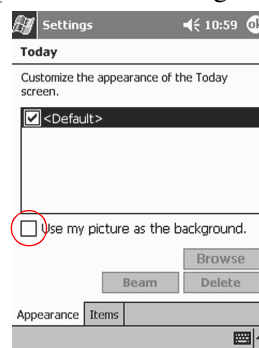 Settings 10:59 ok
Today
Customize the appearance of the Today
screen.
<Default>
Use my picture as the background.
Browse
Beam Delete
Appearance Items